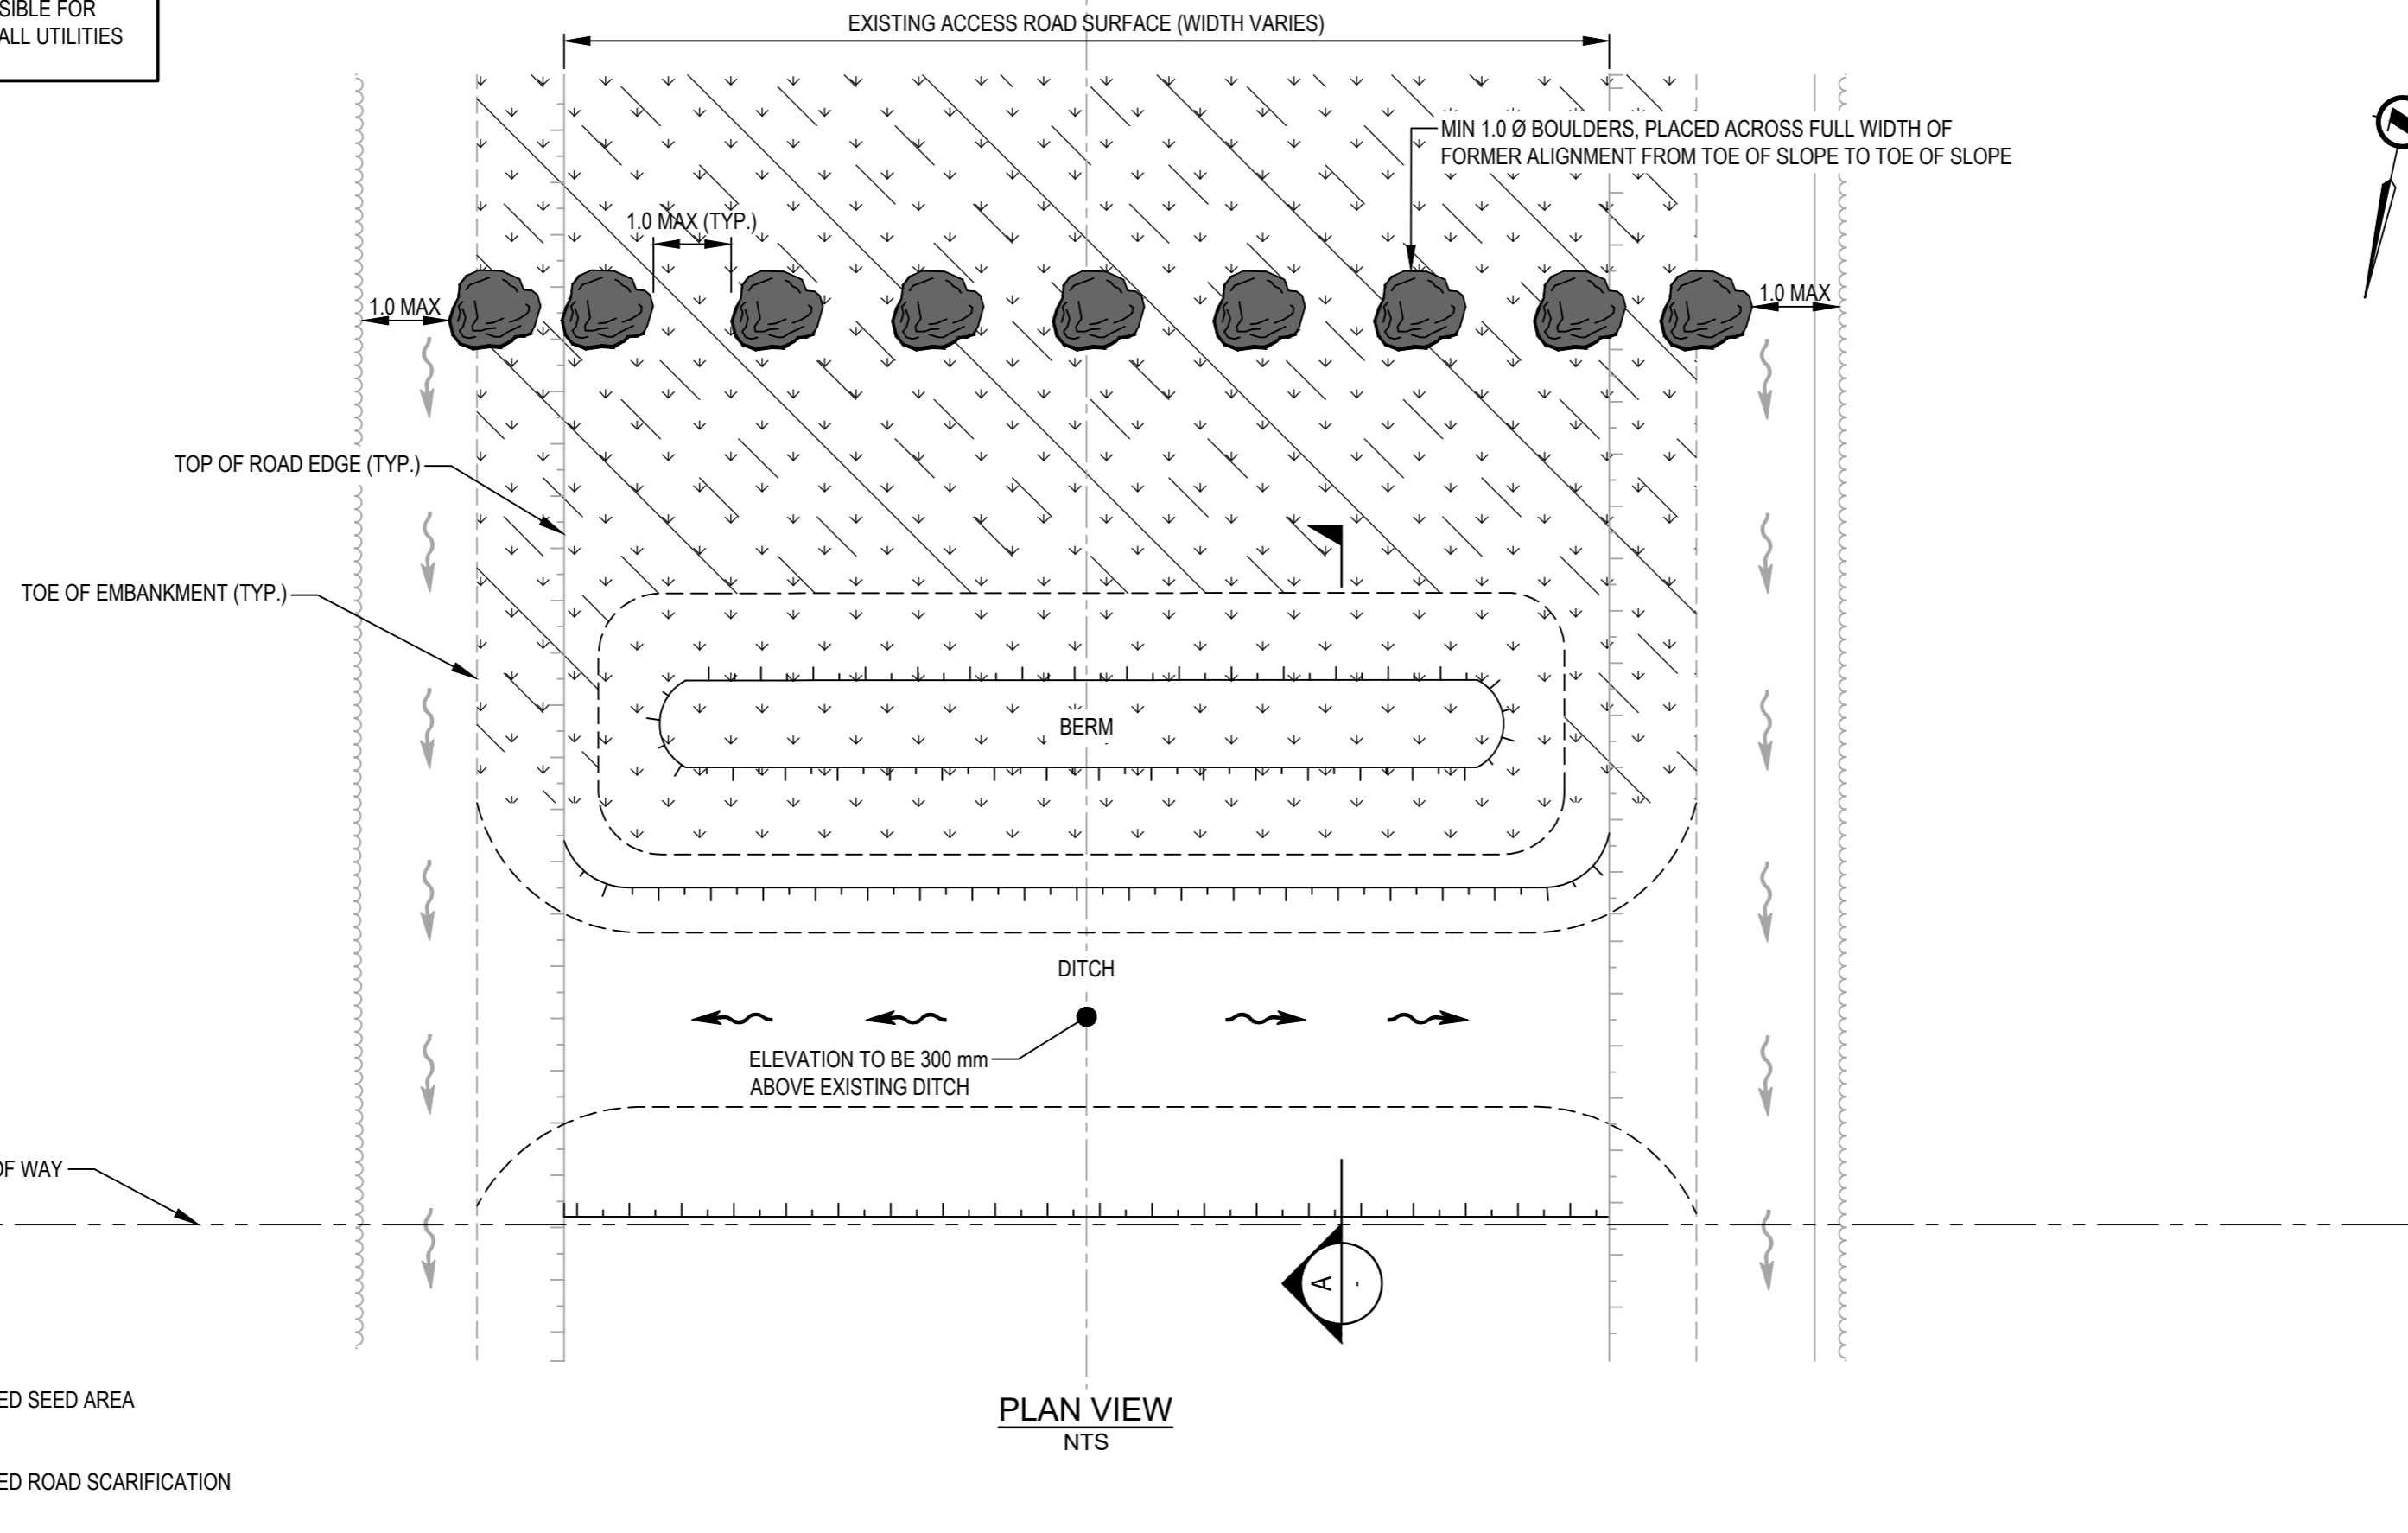 SIBLE FOR
ALL UTILITIES
EXISTING ACCESS ROAD SURFACE (WIDTH VARIES)
MIN 1.0 Ø BOULDERS, PLACED ACROSS FULL WIDTH OF
FORMER ALIGNMENT FROM TOE OF SLOPE TO TOE OF SLOPE
1.0 MAX (TYP.)
1.0 MAX
1.0 MAX
TOP OF ROAD EDGE (TYP.)
TOE OF EMBANKMENT (TYP.)
BERM
DITCH
ELEVATION TO BE 300 mm
ABOVE EXISTING DITCH
OF WAY
A
-
ED SEED AREA
PLAN VIEW
NTS
ED ROAD SCARIFICATION